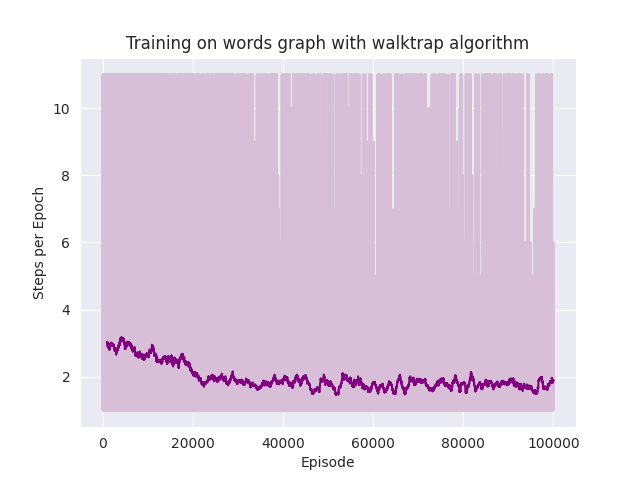 Training on words graph with walktrap algorithm
10
8
6
4
2
Steps per Epoch
0 20000 40000 60000 80000 100000
Episode